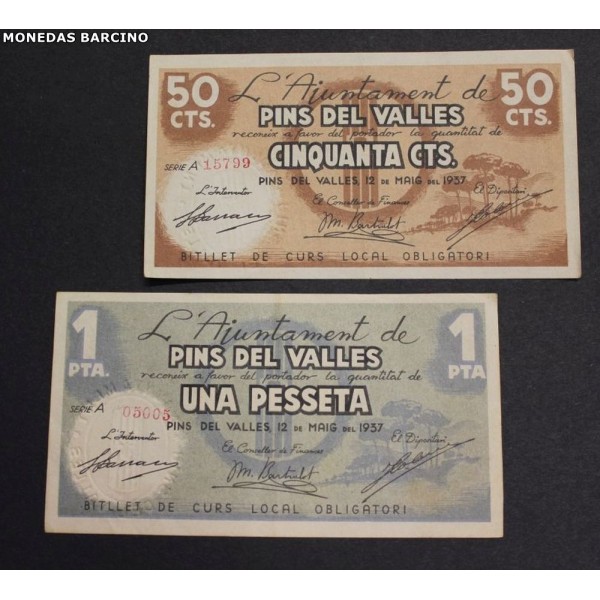 MONEDAS BARCINO
50 CTS.
50 CTS.
L'Ajuntament de
PINS DEL VALLES
reconeix a favor del portador la quantitat de
CINQUANTA CTS.
SERIE A 15799
PINS DEL VALLES 12 DE MAIG DEL 1937
L'Interventor
El Conseller de Finances
El Dipositari
M. Bartralot
BITLLET DE CURS LOCAL OBLIGATORI
1 PTA.
1 PTA.
L'Ajuntament de
PINS DEL VALLES
reconeix a favor del portador la quantitat de
UNA PESSETA
SERIE A 05005
PINS DEL VALLES 12 DE MAIG DEL 1937
L'Interventor
El Conseller de Finances
El Dipositari
M. Bartralot
BITLLET DE CURS LOCAL OBLIGATORI